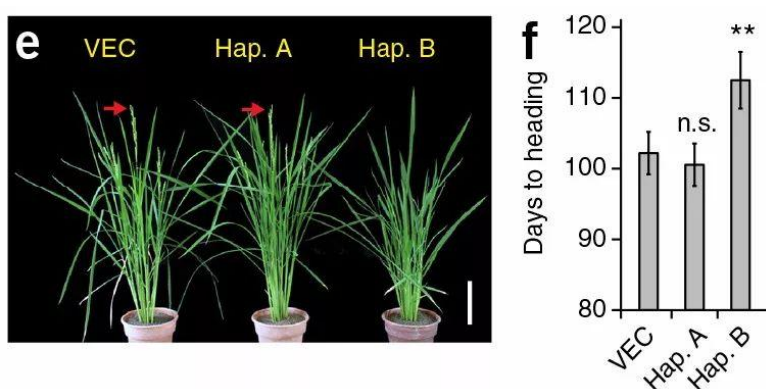 e
VEC Hap. A Hap. B
f
Days to heading
120
110
100
90
80
n.s.
**
VEC
Hap. A
Hap. B